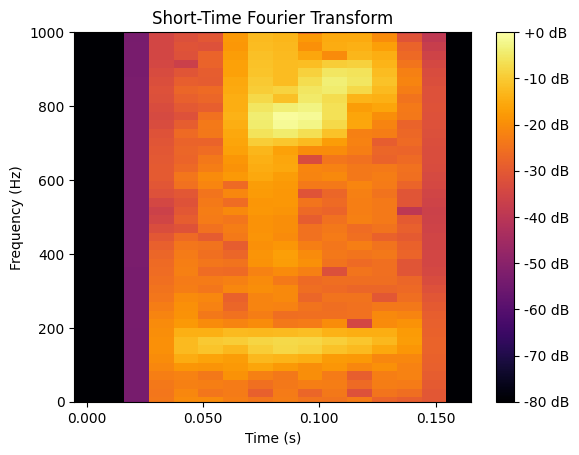 Short-Time Fourier Transform
1000
800
600
400
200
0
Frequency (Hz)
0.000
0.050
0.100
0.150
Time (s)
+0 dB
-10 dB
-20 dB
-30 dB
-40 dB
-50 dB
-60 dB
-70 dB
-80 dB